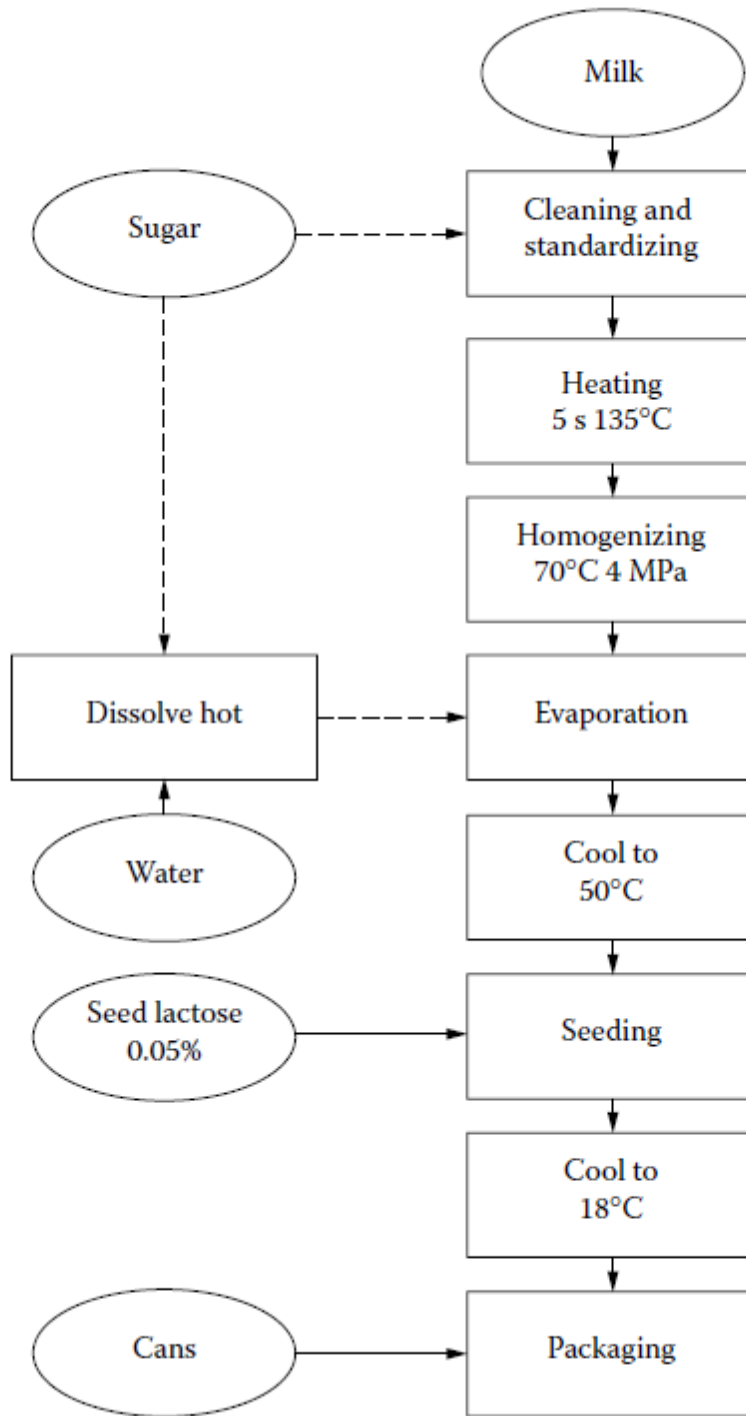 Milk
Sugar
Cleaning and
standardizing
Heating
5 s 135°C
Homogenizing
70°C 4 MPa
Dissolve hot
Evaporation
Water
Cool to
50°C
Seed lactose
0.05%
Seeding
Cool to
18°C
Cans
Packaging